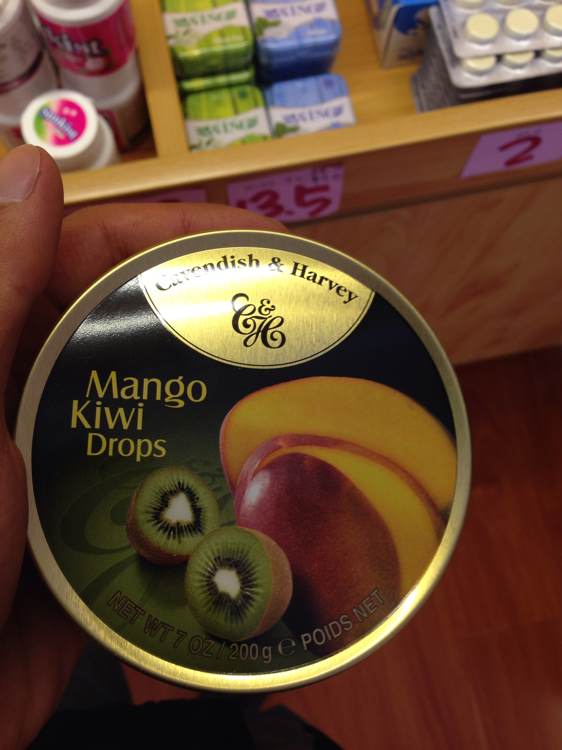 13.5
2
Cavendish & Harvey
C&H
Mango
Kiwi
Drops
NET WT 7 OZ / 200g ℮ POIDS NET